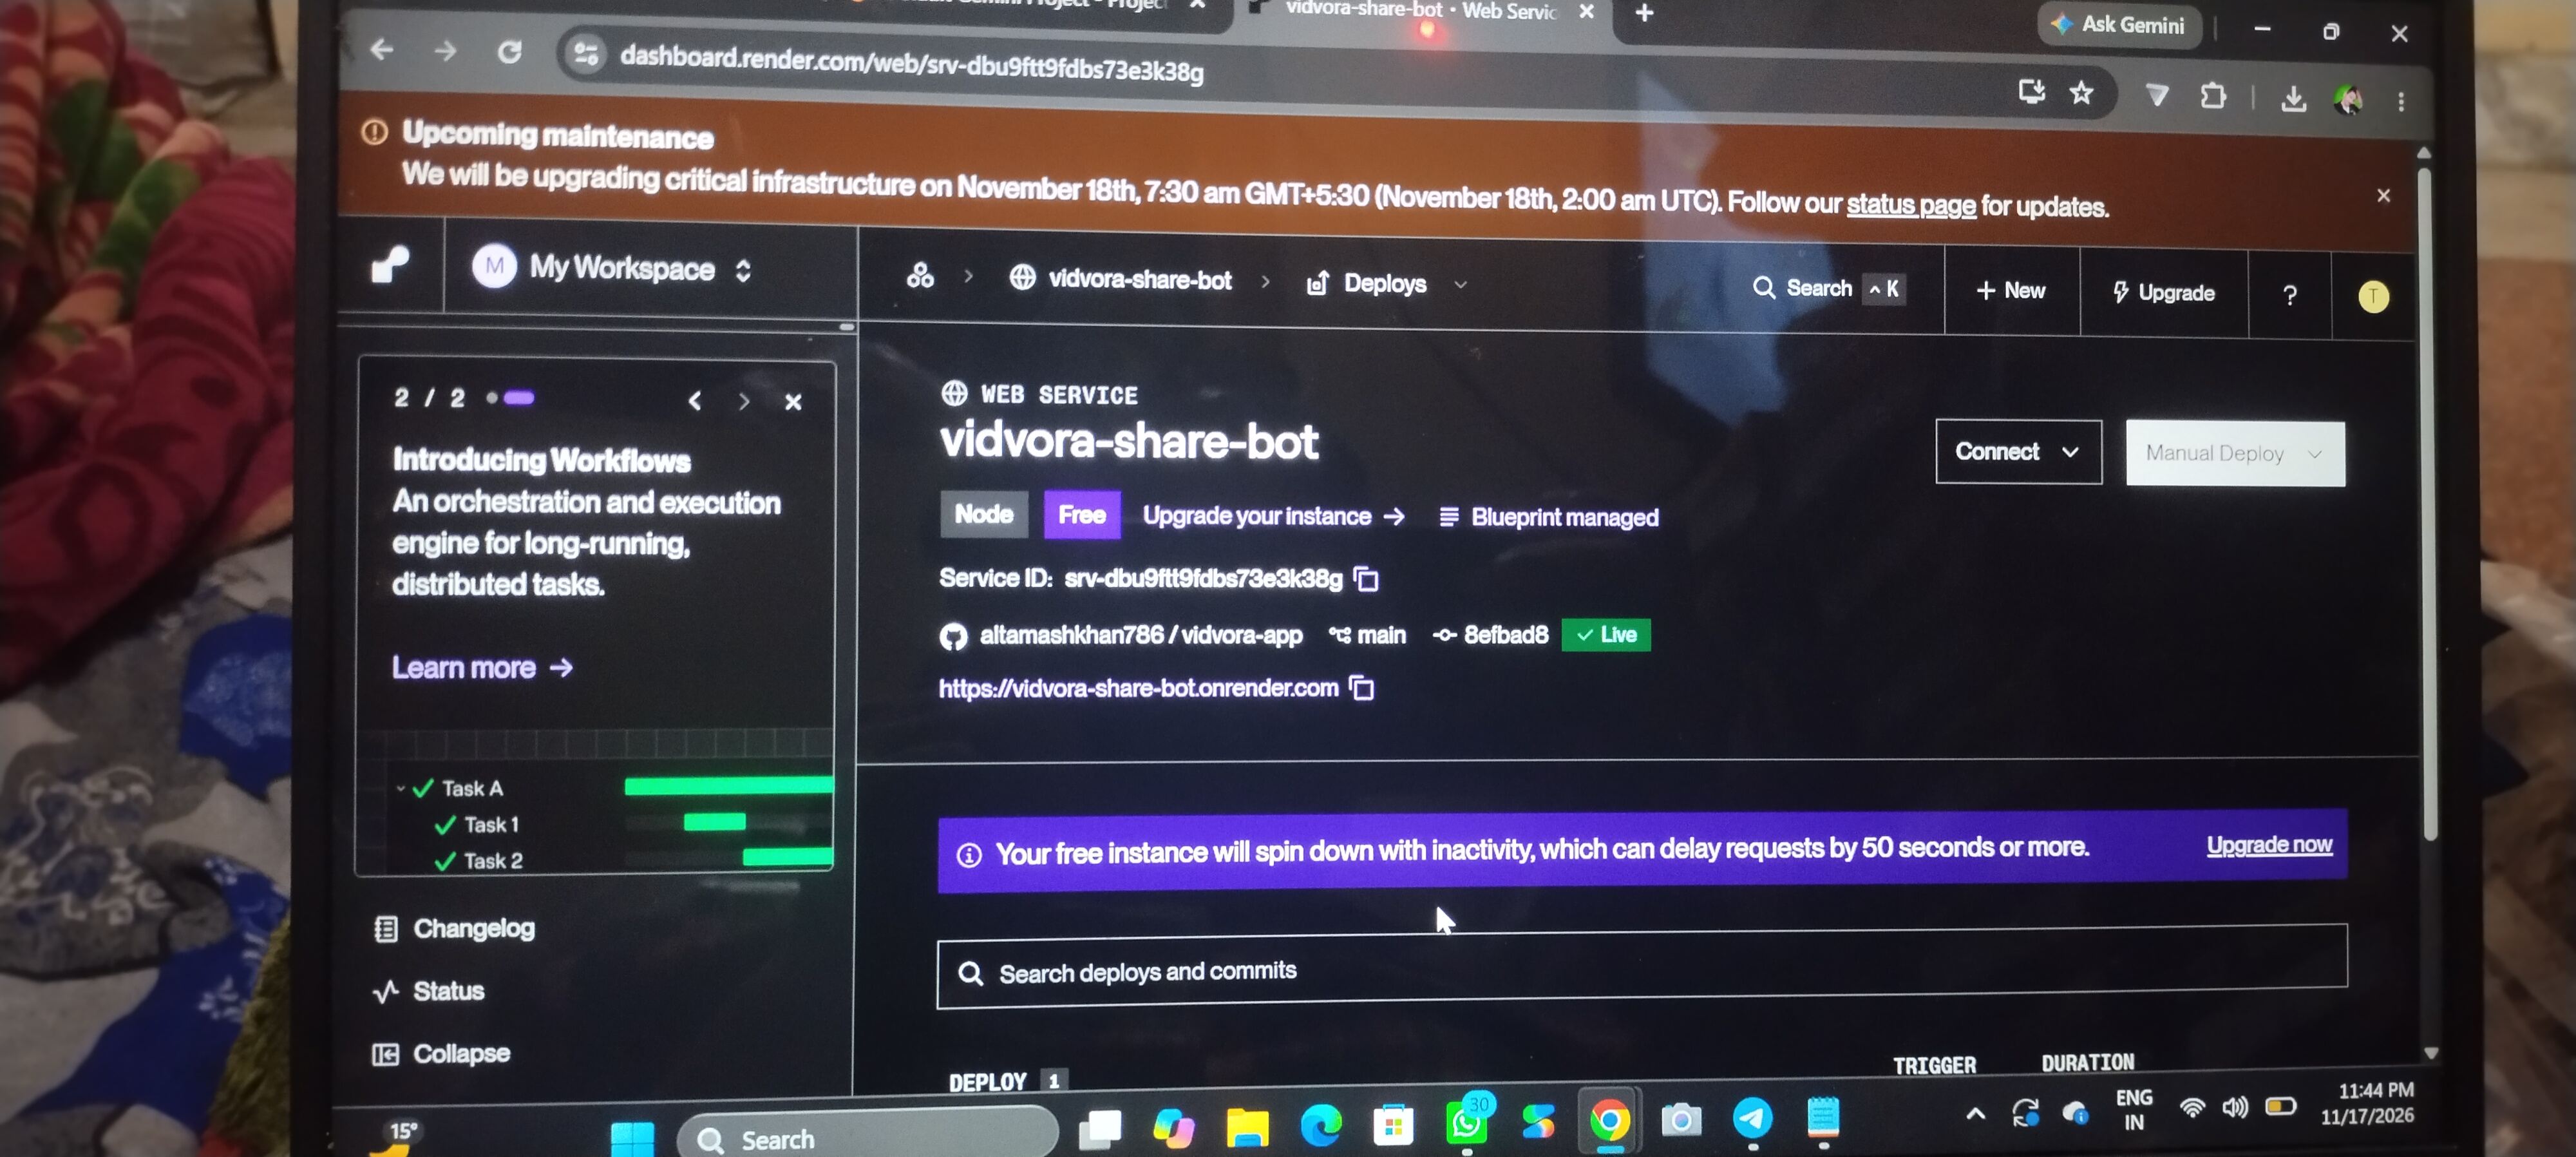 vidvora-share-bot • Web Servic
Ask Gemini
dashboard.render.com/web/srv-dbu9ftt9fdbs73e3k38g
Upcoming maintenance
We will be upgrading critical infrastructure on November 18th, 7:30 am GMT+5:30 (November 18th, 2:00 am UTC). Follow our status page for updates.
M My Workspace
vidvora-share-bot
Deploys
Search ^ K
+ New
Upgrade
?
T
2 / 2
Introducing Workflows
An orchestration and execution
engine for long-running,
distributed tasks.
Learn more →
Task A
Task 1
Task 2
Changelog
Status
Collapse
WEB SERVICE
vidvora-share-bot
Connect
Manual Deploy
Node
Free
Upgrade your instance →
Blueprint managed
Service ID: srv-dbu9ftt9fdbs73e3k38g
altamashkhan786 / vidvora-app
main
8efbad8
Live
https://vidvora-share-bot.onrender.com
Your free instance will spin down with inactivity, which can delay requests by 50 seconds or more.
Upgrade now
Search deploys and commits
DEPLOY 1
TRIGGER
DURATION
15°
Search
30
ENG
IN
11:44 PM
11/17/2026